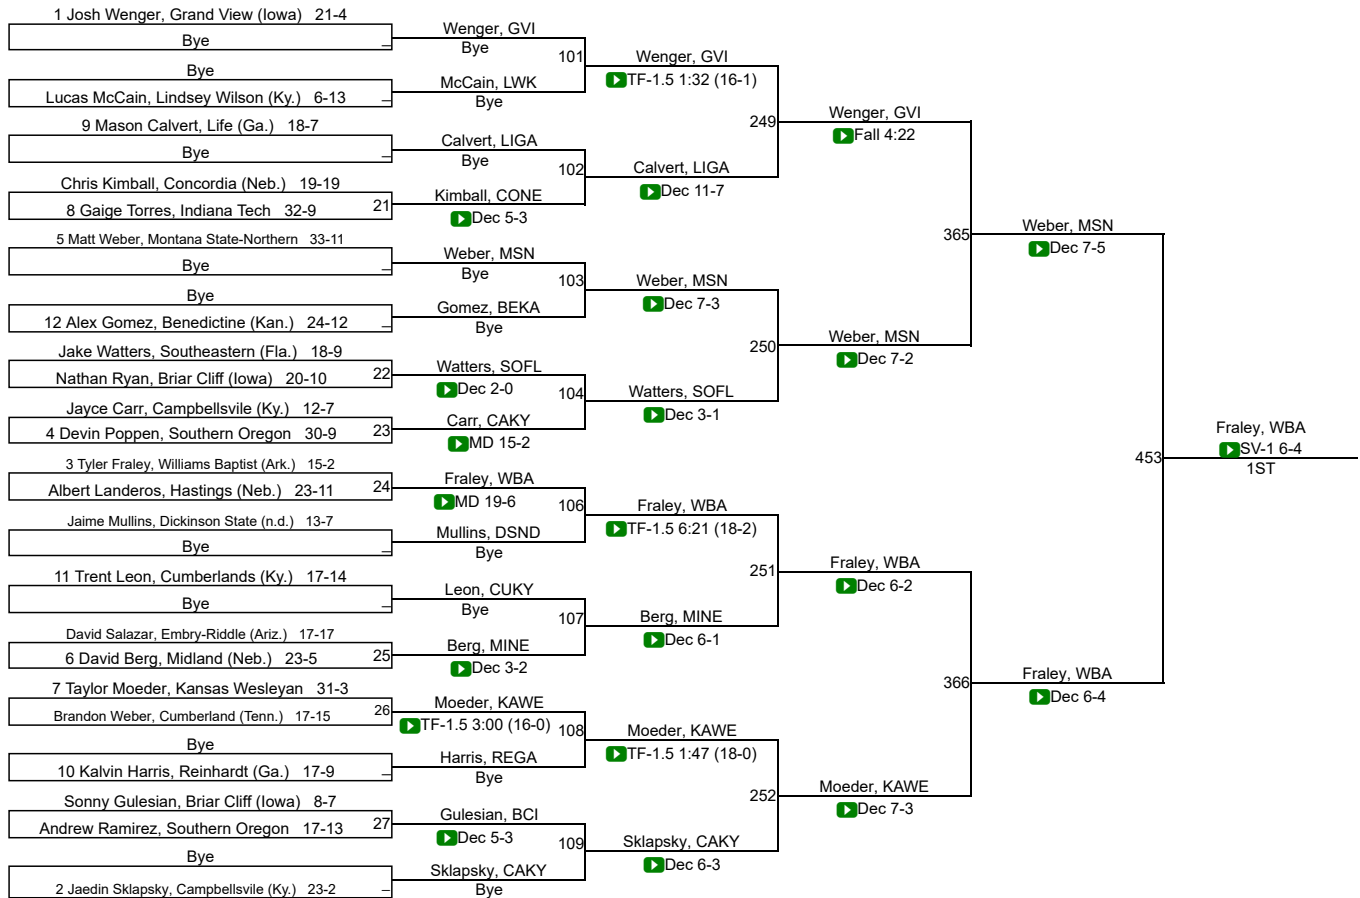 1 Josh Wenger, Grand View (Iowa) 21-4
Bye _
Bye
Lucas McCain, Lindsey Wilson (Ky.) 6-13 _
9 Mason Calvert, Life (Ga.) 18-7
Bye _
Chris Kimball, Concordia (Neb.) 19-19
8 Gaige Torres, Indiana Tech 32-9 21
5 Matt Weber, Montana State-Northern 33-11
Bye _
Bye
12 Alex Gomez, Benedictine (Kan.) 24-12 _
Jake Watters, Southeastern (Fla.) 18-9
Nathan Ryan, Briar Cliff (Iowa) 20-10 22
Jayce Carr, Campbellsvile (Ky.) 12-7
4 Devin Poppen, Southern Oregon 30-9 23
3 Tyler Fraley, Williams Baptist (Ark.) 15-2
Albert Landeros, Hastings (Neb.) 23-11 24
Jaime Mullins, Dickinson State (n.d.) 13-7
Bye _
11 Trent Leon, Cumberlands (Ky.) 17-14
Bye _
David Salazar, Embry-Riddle (Ariz.) 17-17
6 David Berg, Midland (Neb.) 23-5 25
7 Taylor Moeder, Kansas Wesleyan 31-3
Brandon Weber, Cumberland (Tenn.) 17-15 26
Bye
10 Kalvin Harris, Reinhardt (Ga.) 17-9 _
Sonny Gulesian, Briar Cliff (Iowa) 8-7
Andrew Ramirez, Southern Oregon 17-13 27
Bye
2 Jaedin Sklapsky, Campbellsvile (Ky.) 23-2 _
Wenger, GVI
Bye
101
McCain, LWK
Bye
Calvert, LIGA
Bye
102
Kimball, CONE
Dec 5-3
Weber, MSN
Bye
103
Gomez, BEKA
Bye
Watters, SOFL
Dec 2-0
104
Carr, CAKY
MD 15-2
Fraley, WBA
MD 19-6
106
Mullins, DSND
Bye
Leon, CUKY
Bye
107
Berg, MINE
Dec 3-2
Moeder, KAWE
TF-1.5 3:00 (16-0)
108
Harris, REGA
Bye
Gulesian, BCI
Dec 5-3
109
Sklapsky, CAKY
Bye
Wenger, GVI
TF-1.5 1:32 (16-1)
249
Calvert, LIGA
Dec 11-7
Weber, MSN
Dec 7-3
250
Watters, SOFL
Dec 3-1
Fraley, WBA
TF-1.5 6:21 (18-2)
251
Berg, MINE
Dec 6-1
Moeder, KAWE
TF-1.5 1:47 (18-0)
252
Sklapsky, CAKY
Dec 6-3
Wenger, GVI
Fall 4:22
365
Weber, MSN
Dec 7-2
Fraley, WBA
Dec 6-2
366
Moeder, KAWE
Dec 7-3
Weber, MSN
Dec 7-5
453
Fraley, WBA
Dec 6-4
Fraley, WBA
SV-1 6-4
1ST